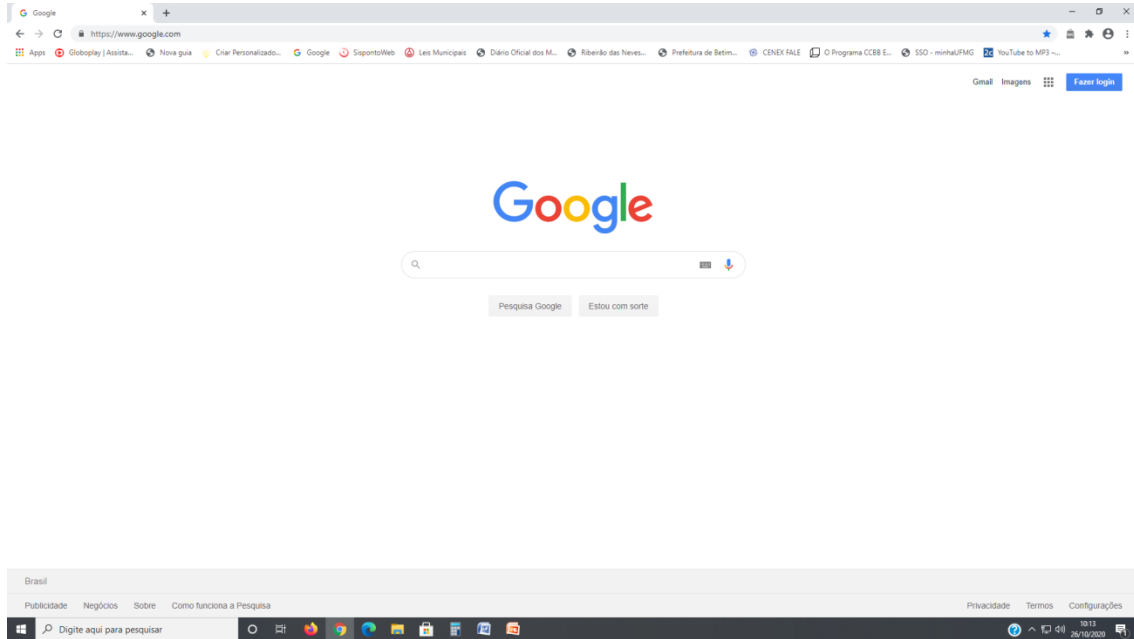 Google
https://www.google.com
Apps Globoplay | Assista... Nova guia Criar Personalizado... Google SispontoWeb Leis Municipais Diário Oficial dos M... Ribeirão das Neves... Prefeitura de Betim... CENEX FALE O Programa CCBB E... SSO - minhaUFMG 2c YouTube to MP3 –... »
Gmail Imagens Fazer login
Google
Pesquisa Google Estou com sorte
Brasil
Publicidade Negócios Sobre Como funciona a Pesquisa Privacidade Termos Configurações
Digite aqui para pesquisar
10:13
26/10/2020